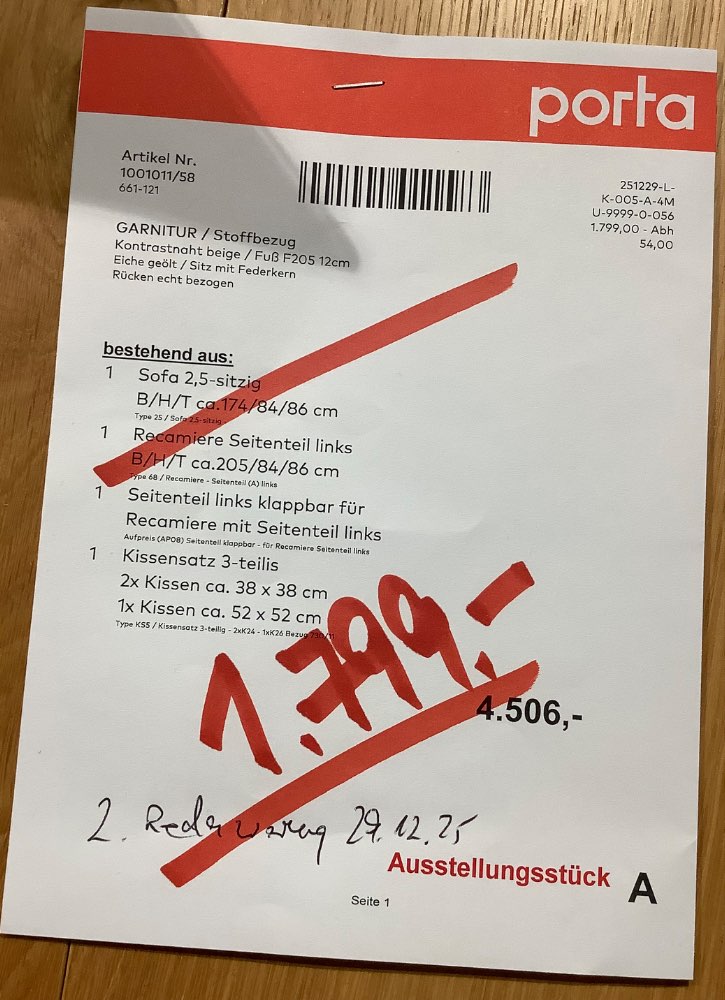 porta
Artikel Nr.
1001011/58
661-121
251229-L-
K-005-A-4M
U-9999-0-056
1.799,00 - Abh
54,00
GARNITUR / Stoffbezug
Kontrastnaht beige / Fuß F205 12cm
Eiche geölt / Sitz mit Federkern
Rücken echt bezogen
bestehend aus:
1 Sofa 2,5-sitzig
B/H/T ca.174/84/86 cm
Type 25 / Sofa 2,5-sitzig
1 Recamiere Seitenteil links
B/H/T ca.205/84/86 cm
Type 68 / Recamiere - Seitenteil (A) links
1 Seitenteil links klappbar für
Recamiere mit Seitenteil links
Aufpreis (AP08) Seitenteil klappbar - für Recamiere Seitenteil links
1 Kissensatz 3-teilis
2x Kissen ca. 38 x 38 cm
1x Kissen ca. 52 x 52 cm
Type KS5 / Kissensatz 3-teilig - 2xK24 - 1xK26 Bezug
1.799,-
4.506,-
2. 29.12.25
Ausstellungsstück A
Seite 1